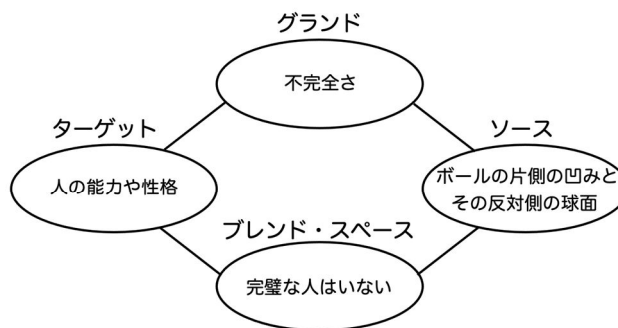 グランド
不完全さ
ターゲット
人の能力や性格
ソース
ボールの片側の凹みと
その反対側の球面
ブレンド・スペース
完璧な人はいない